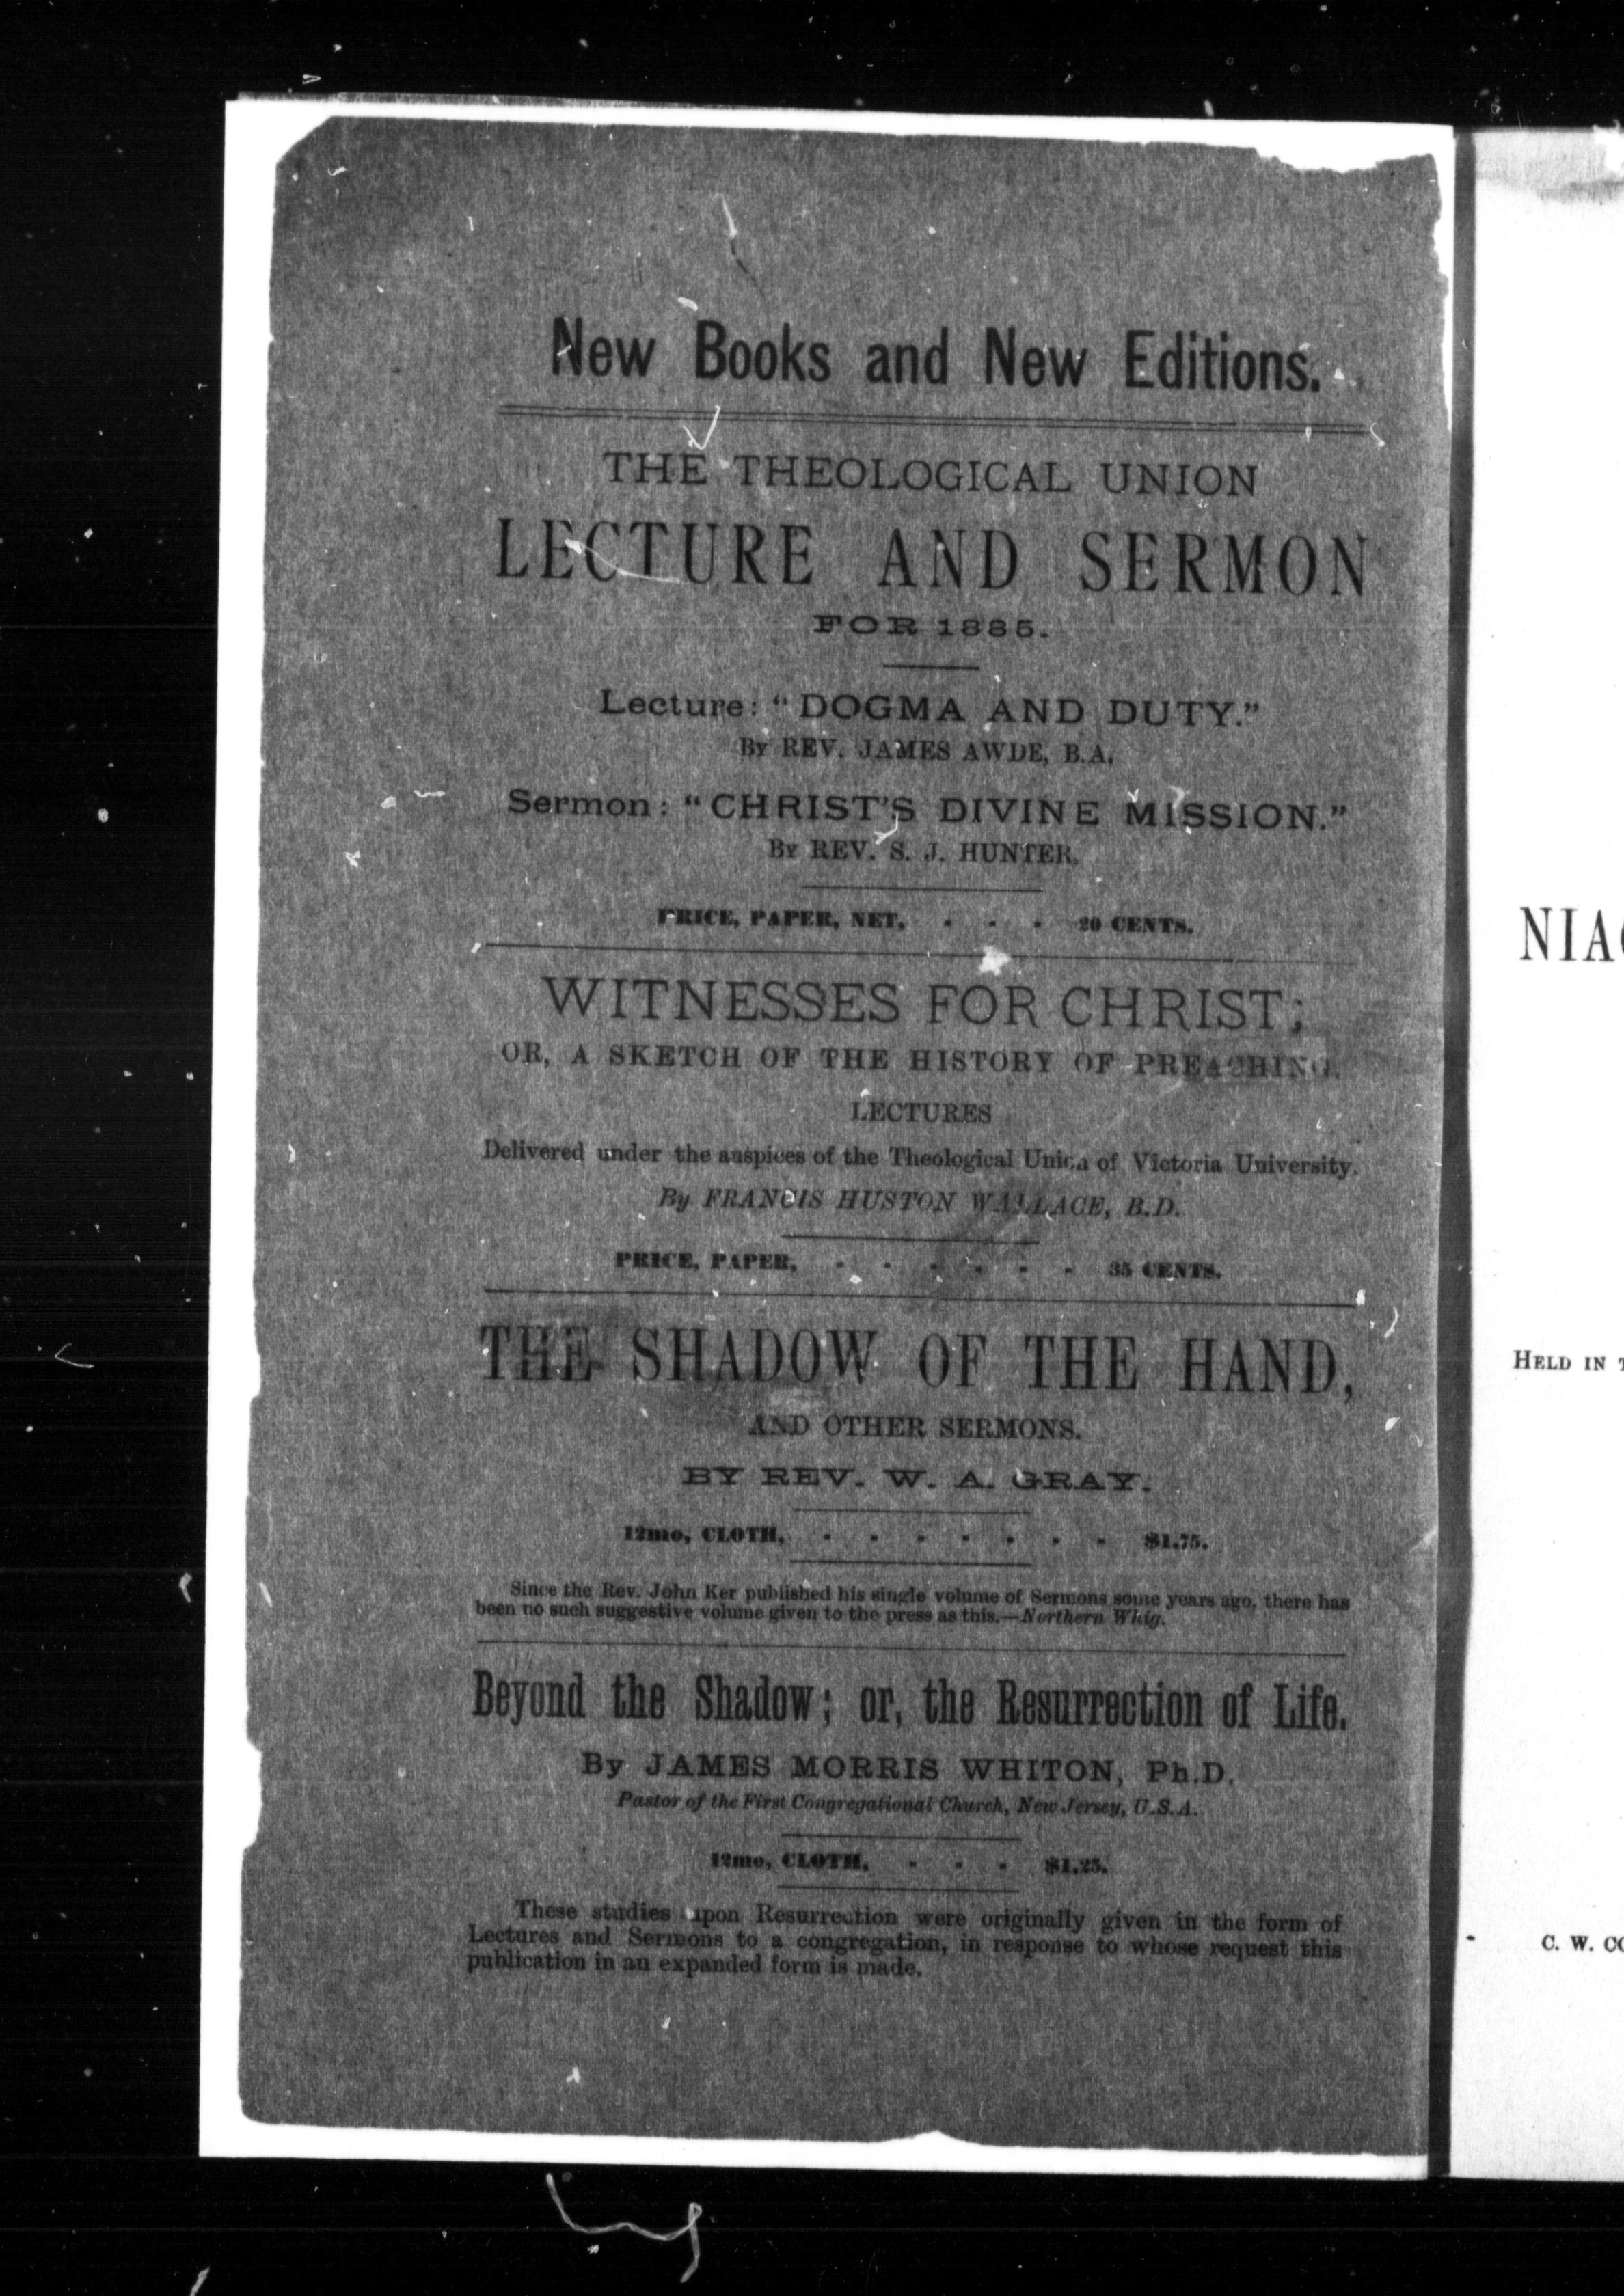 New Books and New Editions.
THE THEOLOGICAL UNION
LECTURE AND SERMON
FOR 1885.
Lecture: "DOGMA AND DUTY."
By REV. JAMES AWDE, B.A.
Sermon: "CHRIST'S DIVINE MISSION."
By REV. S. J. HUNTER.
PRICE, PAPER, NET, - - - 20 CENTS.
WITNESSES FOR CHRIST;
OR, A SKETCH OF THE HISTORY OF PREACHING.
LECTURES
Delivered under the auspices of the Theological Union of Victoria University.
By FRANCIS HUSTON WALLACE, B.D.
PRICE, PAPER, - - - - - - 35 CENTS.
THE SHADOW OF THE HAND,
AND OTHER SERMONS.
BY REV. W. A. GRAY.
12mo, CLOTH, - - - - - - - $1.75.
Since the Rev. John Ker published his single volume of Sermons some years ago, there has
been no such suggestive volume given to the press as this.—Northern Whig.
Beyond the Shadow; or, the Resurrection of Life.
By JAMES MORRIS WHITON, Ph.D.
Pastor of the First Congregational Church, New Jersey, U.S.A.
12mo, CLOTH, - - - $1.25.
These studies upon Resurrection were originally given in the form of
Lectures and Sermons to a congregation, in response to whose request this
publication in an expanded form is made.
NIA
HELD IN
C. W.